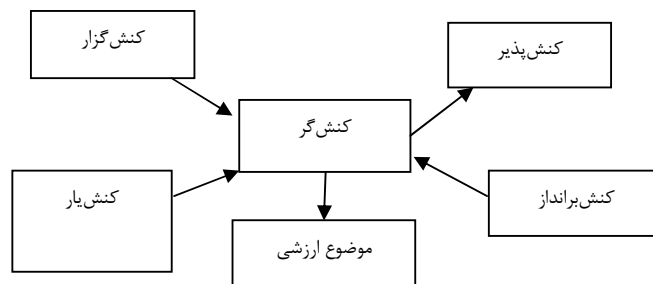 کنش‌گزار
کنش‌پذیر
کنش‌گر
کنش‌یار
کنش‌برانداز
موضوع ارزشی